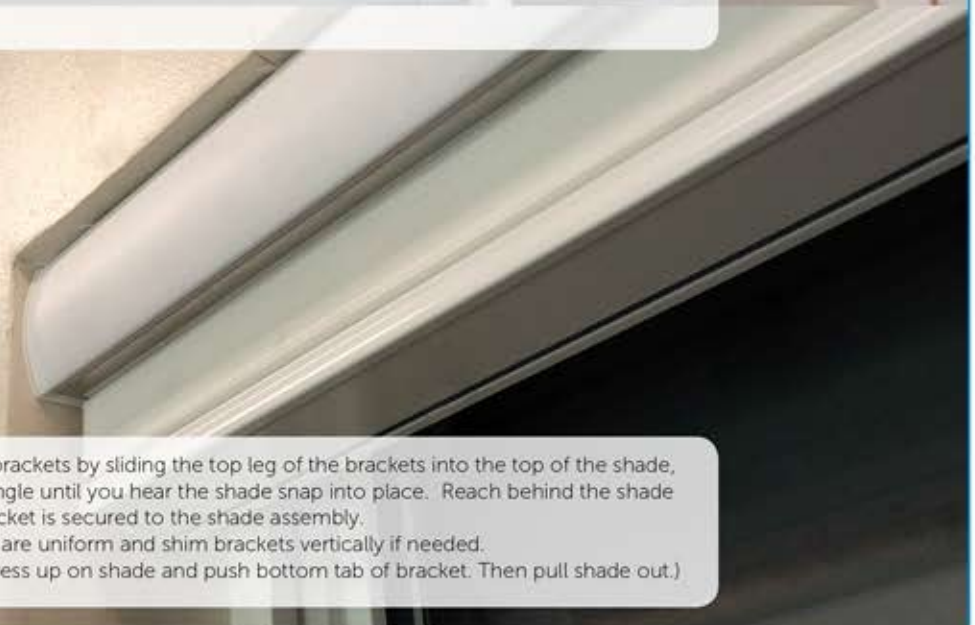 brackets by sliding the top leg of the brackets into the top of the shade,
ngle until you hear the shade snap into place. Reach behind the shade
cket is secured to the shade assembly.
are uniform and shim brackets vertically if needed.
ess up on shade and push bottom tab of bracket. Then pull shade out.)